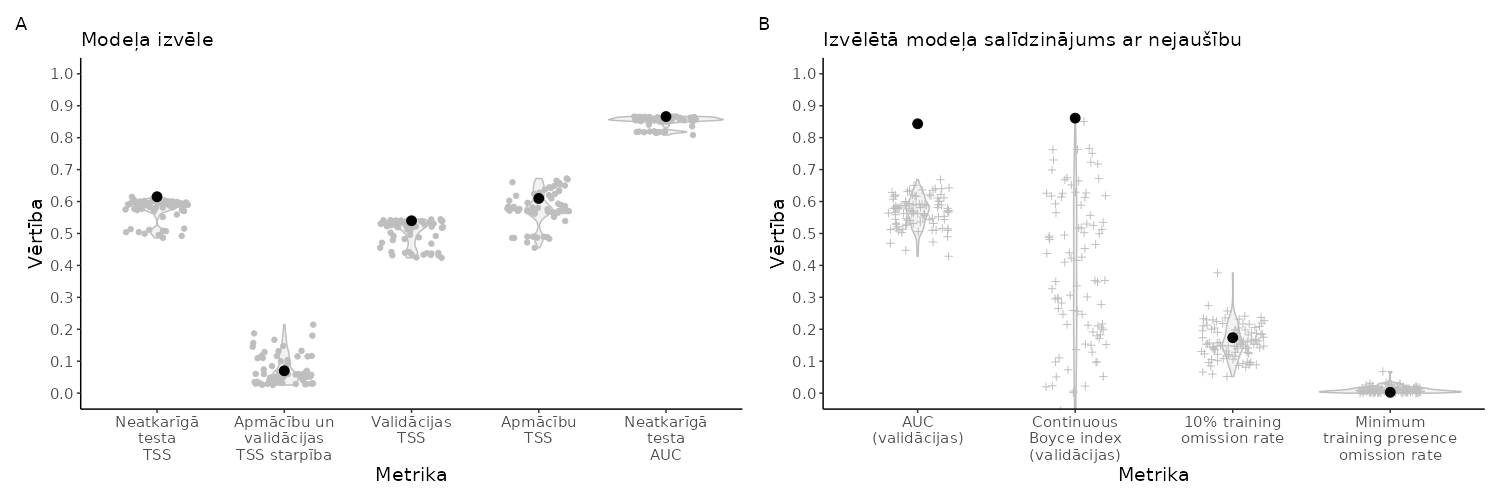 A
Modeļa izvēle
Vērtība
1.0
0.9
0.8
0.7
0.6
0.5
0.4
0.3
0.2
0.1
0.0
Neatkarīgā
testa
TSS
Apmācību un
validācijas
TSS starpība
Validācijas
TSS
Apmācību
TSS
Neatkarīgā
testa
AUC
Metrika
B
Izvēlētā modeļa salīdzinājums ar nejaušību
Vērtība
1.0
0.9
0.8
0.7
0.6
0.5
0.4
0.3
0.2
0.1
0.0
AUC
(validācijas)
Continuous
Boyce index
(validācijas)
10% training
omission rate
Minimum
training presence
omission rate
Metrika